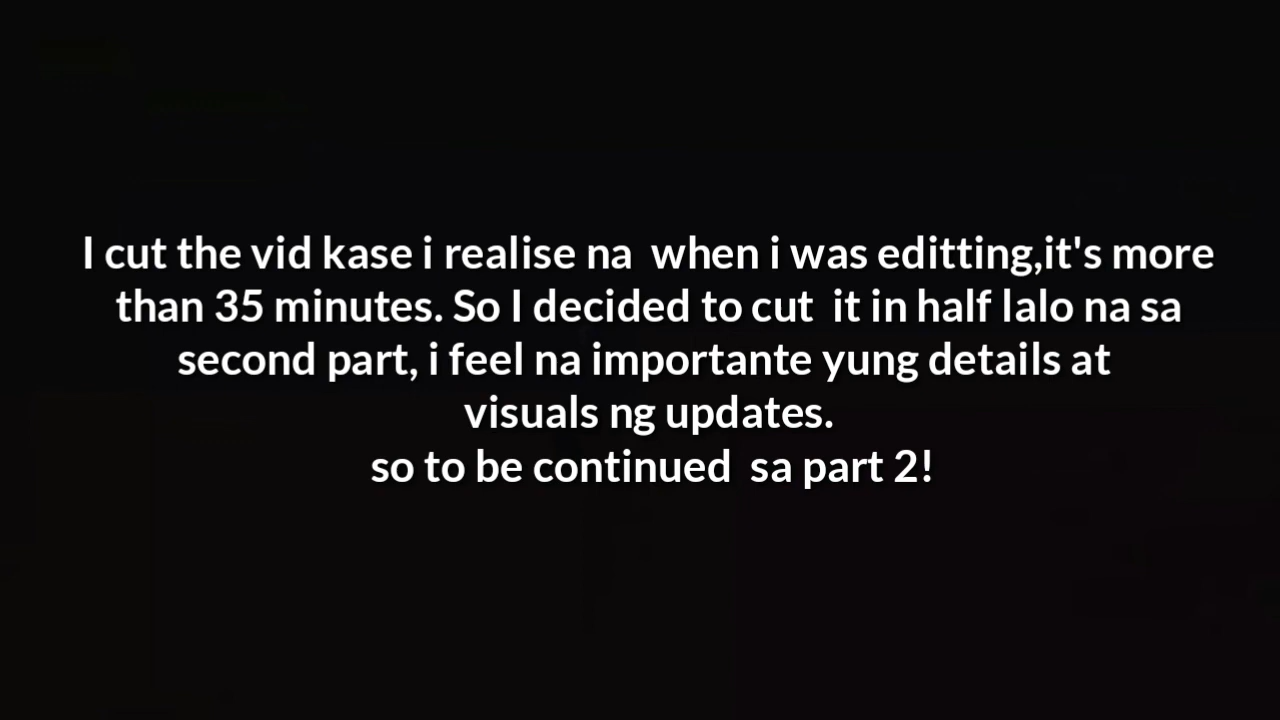 I cut the vid kase i realise na  when i was editting,it's more
than 35 minutes. So I decided to cut  it in half lalo na sa
second part, i feel na importante yung details at
visuals ng updates.
so to be continued  sa part 2!